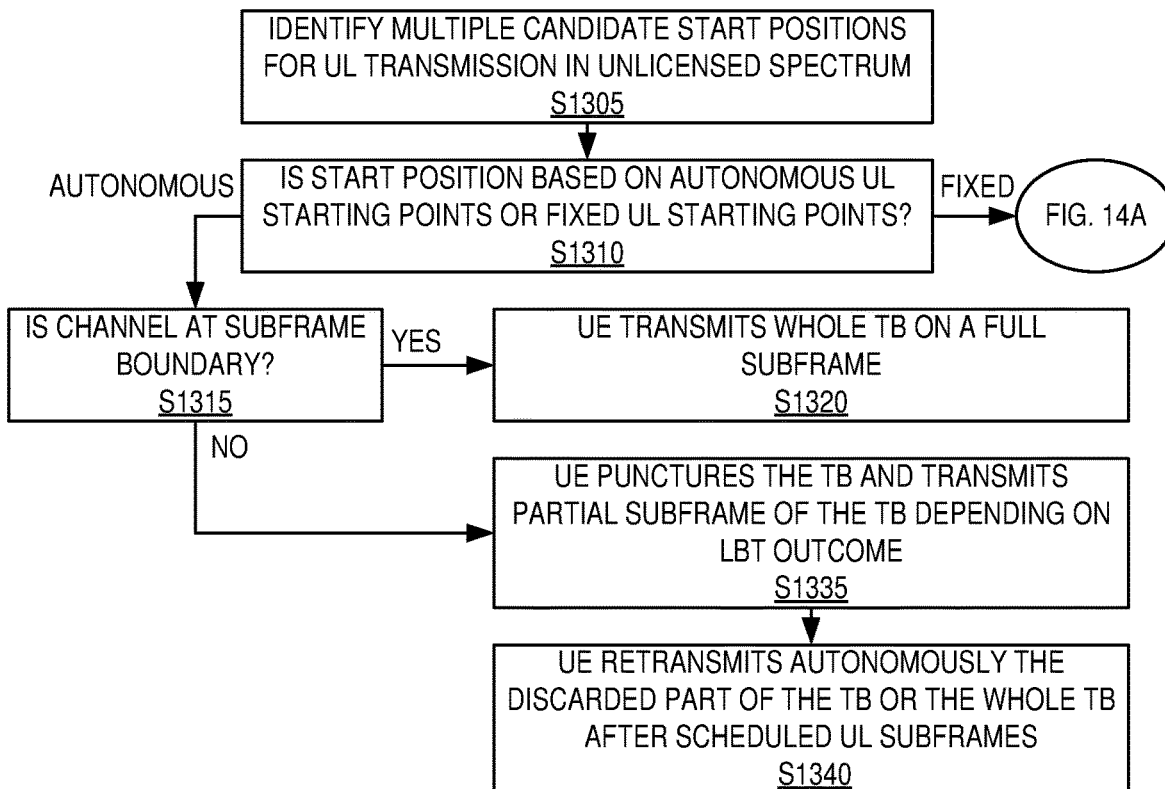 IDENTIFY MULTIPLE CANDIDATE START POSITIONS
FOR UL TRANSMISSION IN UNLICENSED SPECTRUM
S1305
AUTONOMOUS
IS START POSITION BASED ON AUTONOMOUS UL
STARTING POINTS OR FIXED UL STARTING POINTS?
S1310
FIXED
FIG. 14A
IS CHANNEL AT SUBFRAME
BOUNDARY?
S1315
YES
UE TRANSMITS WHOLE TB ON A FULL
SUBFRAME
S1320
NO
UE PUNCTURES THE TB AND TRANSMITS
PARTIAL SUBFRAME OF THE TB DEPENDING ON
LBT OUTCOME
S1335
UE RETRANSMITS AUTONOMOUSLY THE
DISCARDED PART OF THE TB OR THE WHOLE TB
AFTER SCHEDULED UL SUBFRAMES
S1340